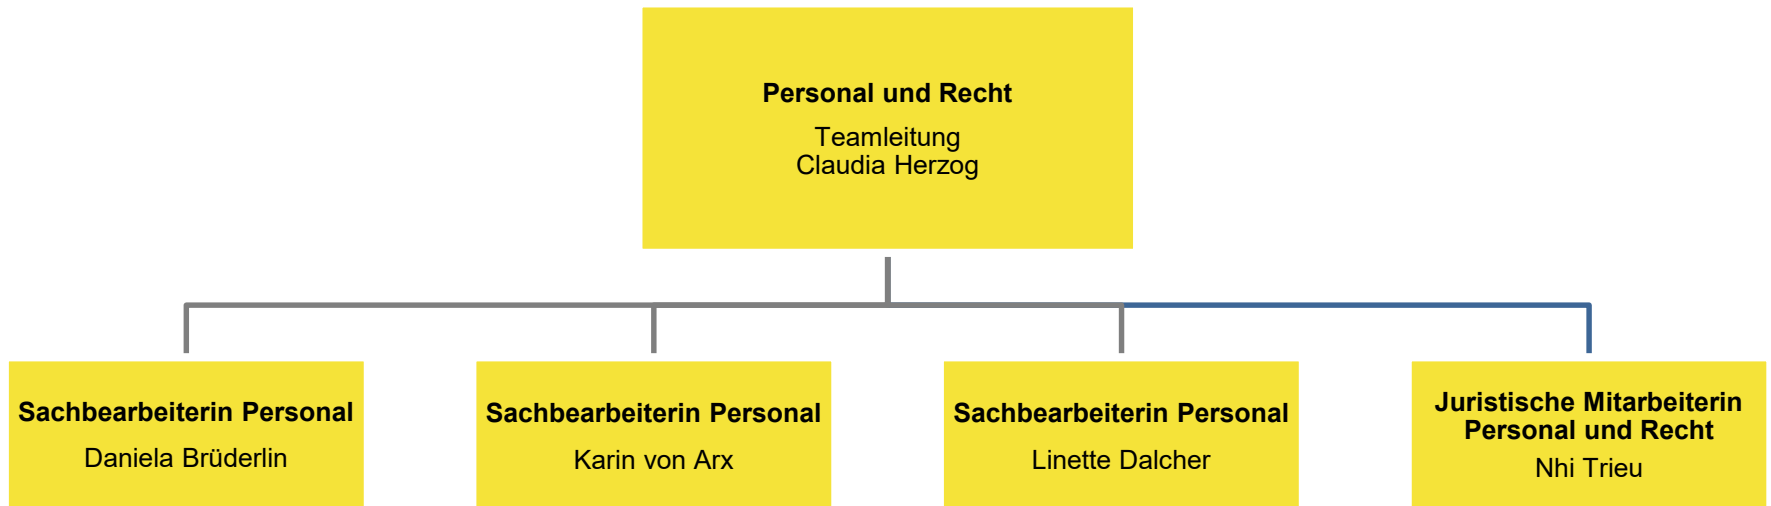 Personal und Recht
Teamleitung
Claudia Herzog
Sachbearbeiterin Personal
Daniela Brüderlin
Sachbearbeiterin Personal
Karin von Arx
Sachbearbeiterin Personal
Linette Dalcher
Juristische Mitarbeiterin
Personal und Recht
Nhi Trieu